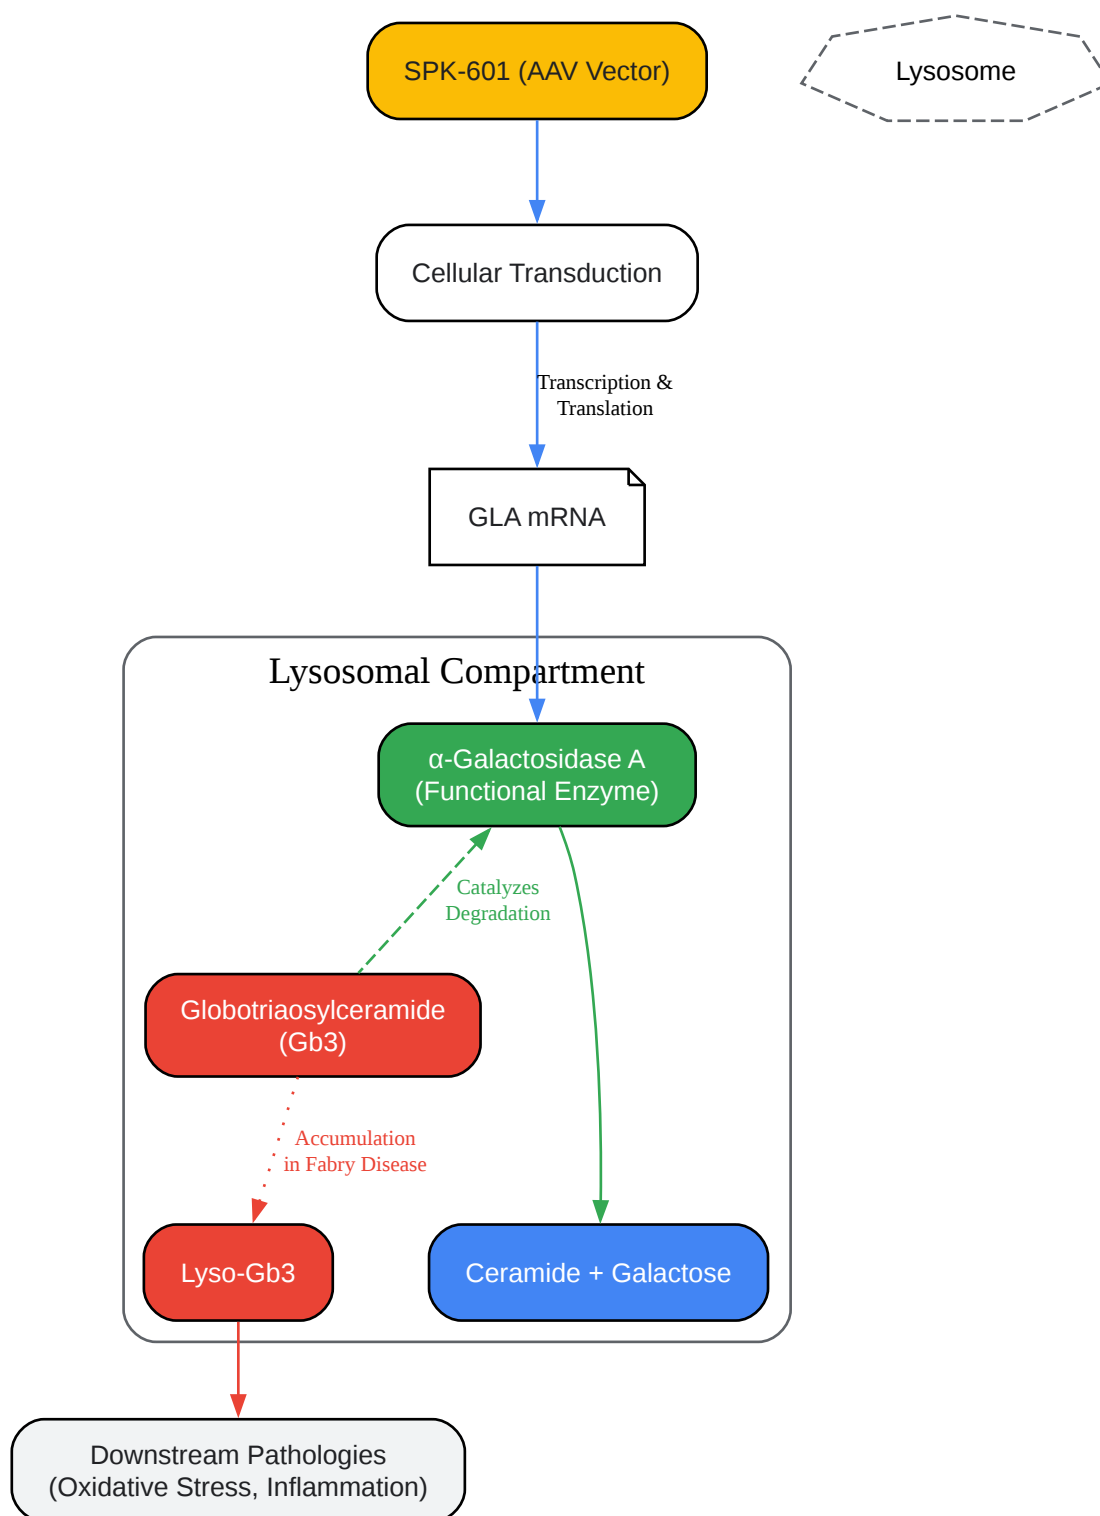 SPK-601 (AAV Vector)
Lysosome
Cellular Transduction
Transcription &
Translation
GLA mRNA
Lysosomal Compartment
α-Galactosidase A
(Functional Enzyme)
Catalyzes
Degradation
Globotriaosylceramide
(Gb3)
Accumulation
in Fabry Disease
Lyso-Gb3
Ceramide + Galactose
Downstream Pathologies
(Oxidative Stress, Inflammation)